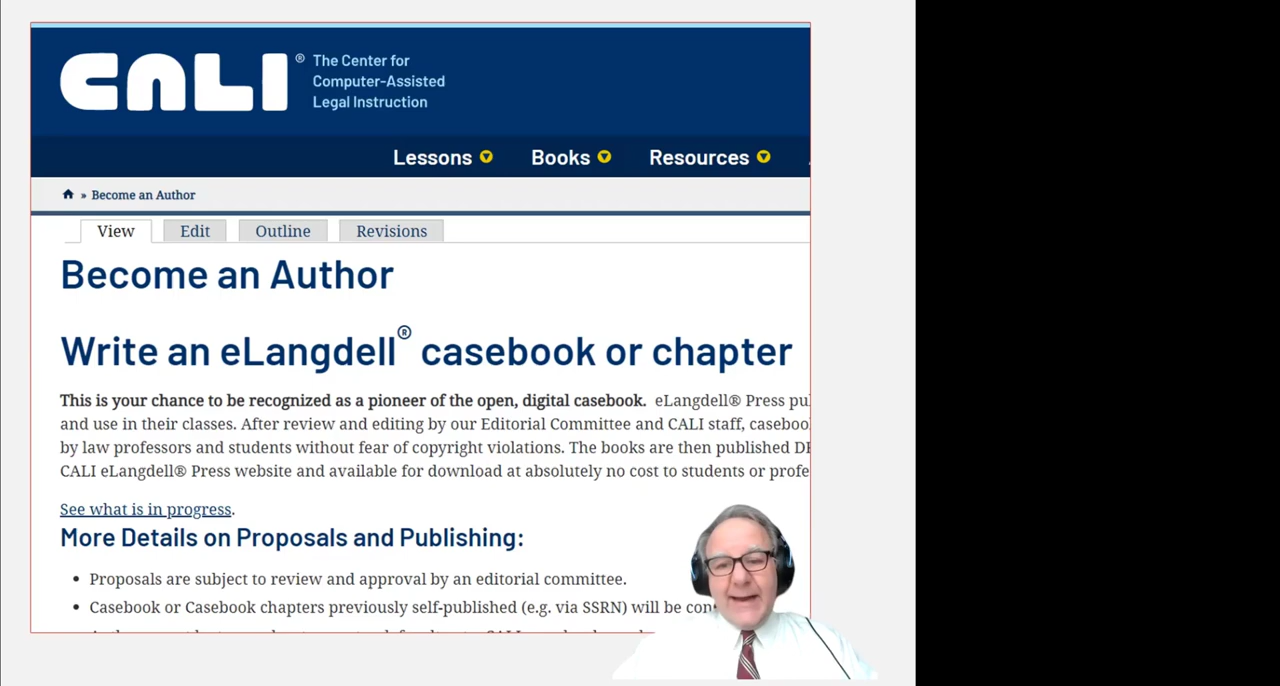 CALI® The Center for
Computer-Assisted
Legal Instruction
Lessons Books Resources
» Become an Author
View Edit Outline Revisions
Become an Author
Write an eLangdell® casebook or chapter
This is your chance to be recognized as a pioneer of the open, digital casebook. eLangdell® Press pu
and use in their classes. After review and editing by our Editorial Committee and CALI staff, caseboo
by law professors and students without fear of copyright violations. The books are then published
CALI eLangdell® Press website and available for download at absolutely no cost to students or profe
See what is in progress.
More Details on Proposals and Publishing:
• Proposals are subject to review and approval by an editorial committee.
• Casebook or Casebook chapters previously self-published (e.g. via SSRN) will be con